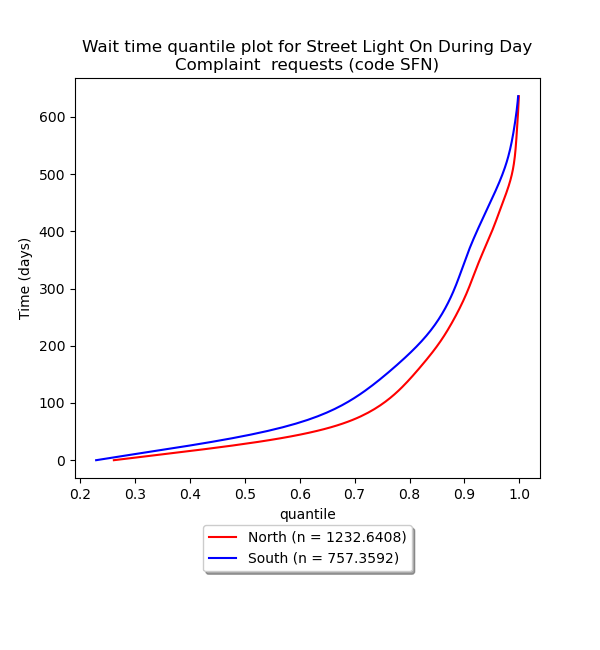 Wait time quantile plot for Street Light On During Day
Complaint  requests (code SFN)
Time (days)
600
500
400
300
200
100
0
0.2 0.3 0.4 0.5 0.6 0.7 0.8 0.9 1.0
quantile
North (n = 1232.6408)
South (n = 757.3592)